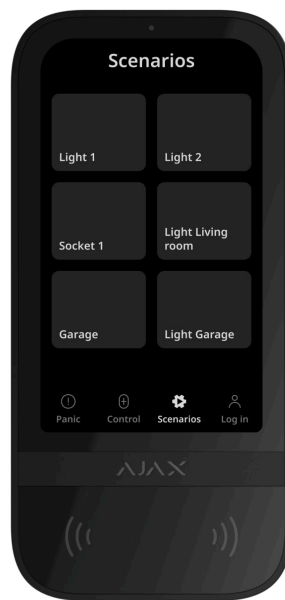 Scenarios
Light 1
Light 2
Socket 1
Light Living
room
Garage
Light Garage
Panic
Control
Scenarios
Log in
AJAX